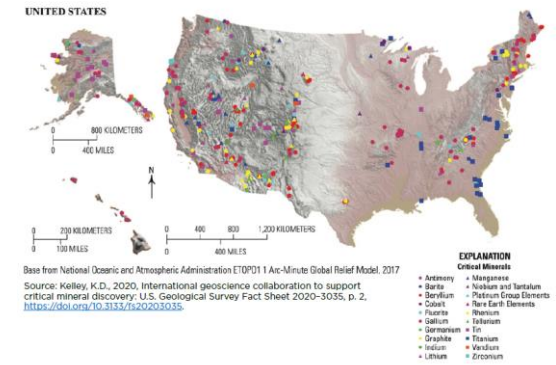 UNITED STATES
0 800 KILOMETERS
0 400 MILES
N
0 200 KILOMETERS
0 100 MILES
0 400 800 1,200 KILOMETERS
0 400 MILES
Base from National Oceanic and Atmospheric Administration ETOPO1 1 Arc-Minute Global Relief Model, 2017
Source: Kelley, K.D., 2020, International geoscience collaboration to
support critical mineral discovery: U.S. Geological Survey Fact Sheet 2020–3035, p. 2,
https://doi.org/10.3133/fs20203035.
EXPLANATION
Critical Minerals
Antimony
Barite
Beryllium
Cobalt
Fluorite
Gallium
Germanium
Graphite
Indium
Lithium
Manganese
Niobium and Tantalum
Platinum Group Elements
Rare Earth Elements
Rhenium
Tellurium
Tin
Titanium
Vandium
Zirconium